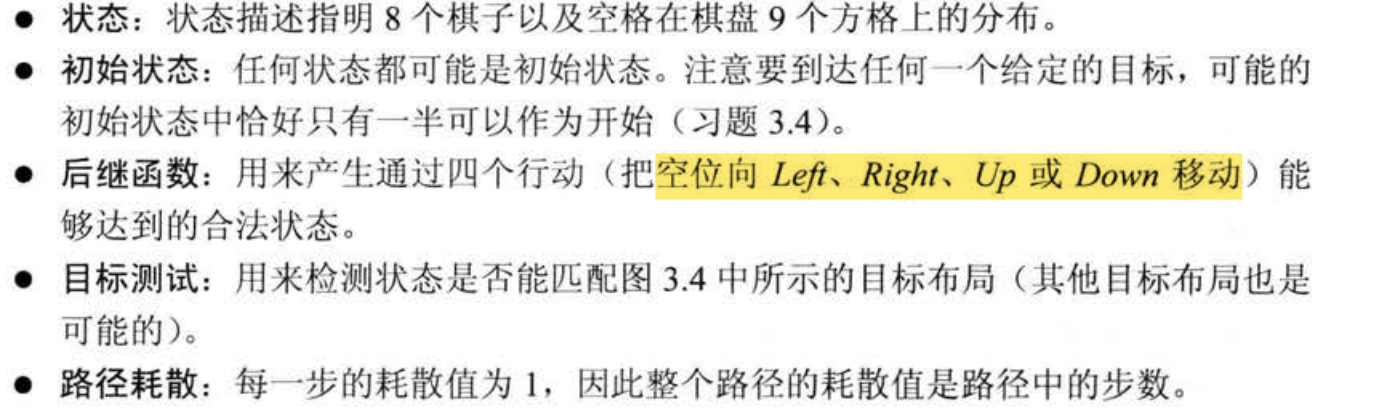 ● 状态：状态描述指明 8 个棋子以及空格在棋盘 9 个方格上的分布。
● 初始状态：任何状态都可能是初始状态。注意要到达任何一个给定的目标，可能的
初始状态中恰好只有一半可以作为开始（习题 3.4）。
● 后继函数：用来产生通过四个行动（把空位向 Left、Right、Up 或 Down 移动）能
够达到的合法状态。
● 目标测试：用来检测状态是否能匹配图 3.4 中所示的目标布局（其他目标布局也是
可能的）。
● 路径耗散：每一步的耗散值为 1，因此整个路径的耗散值是路径中的步数。